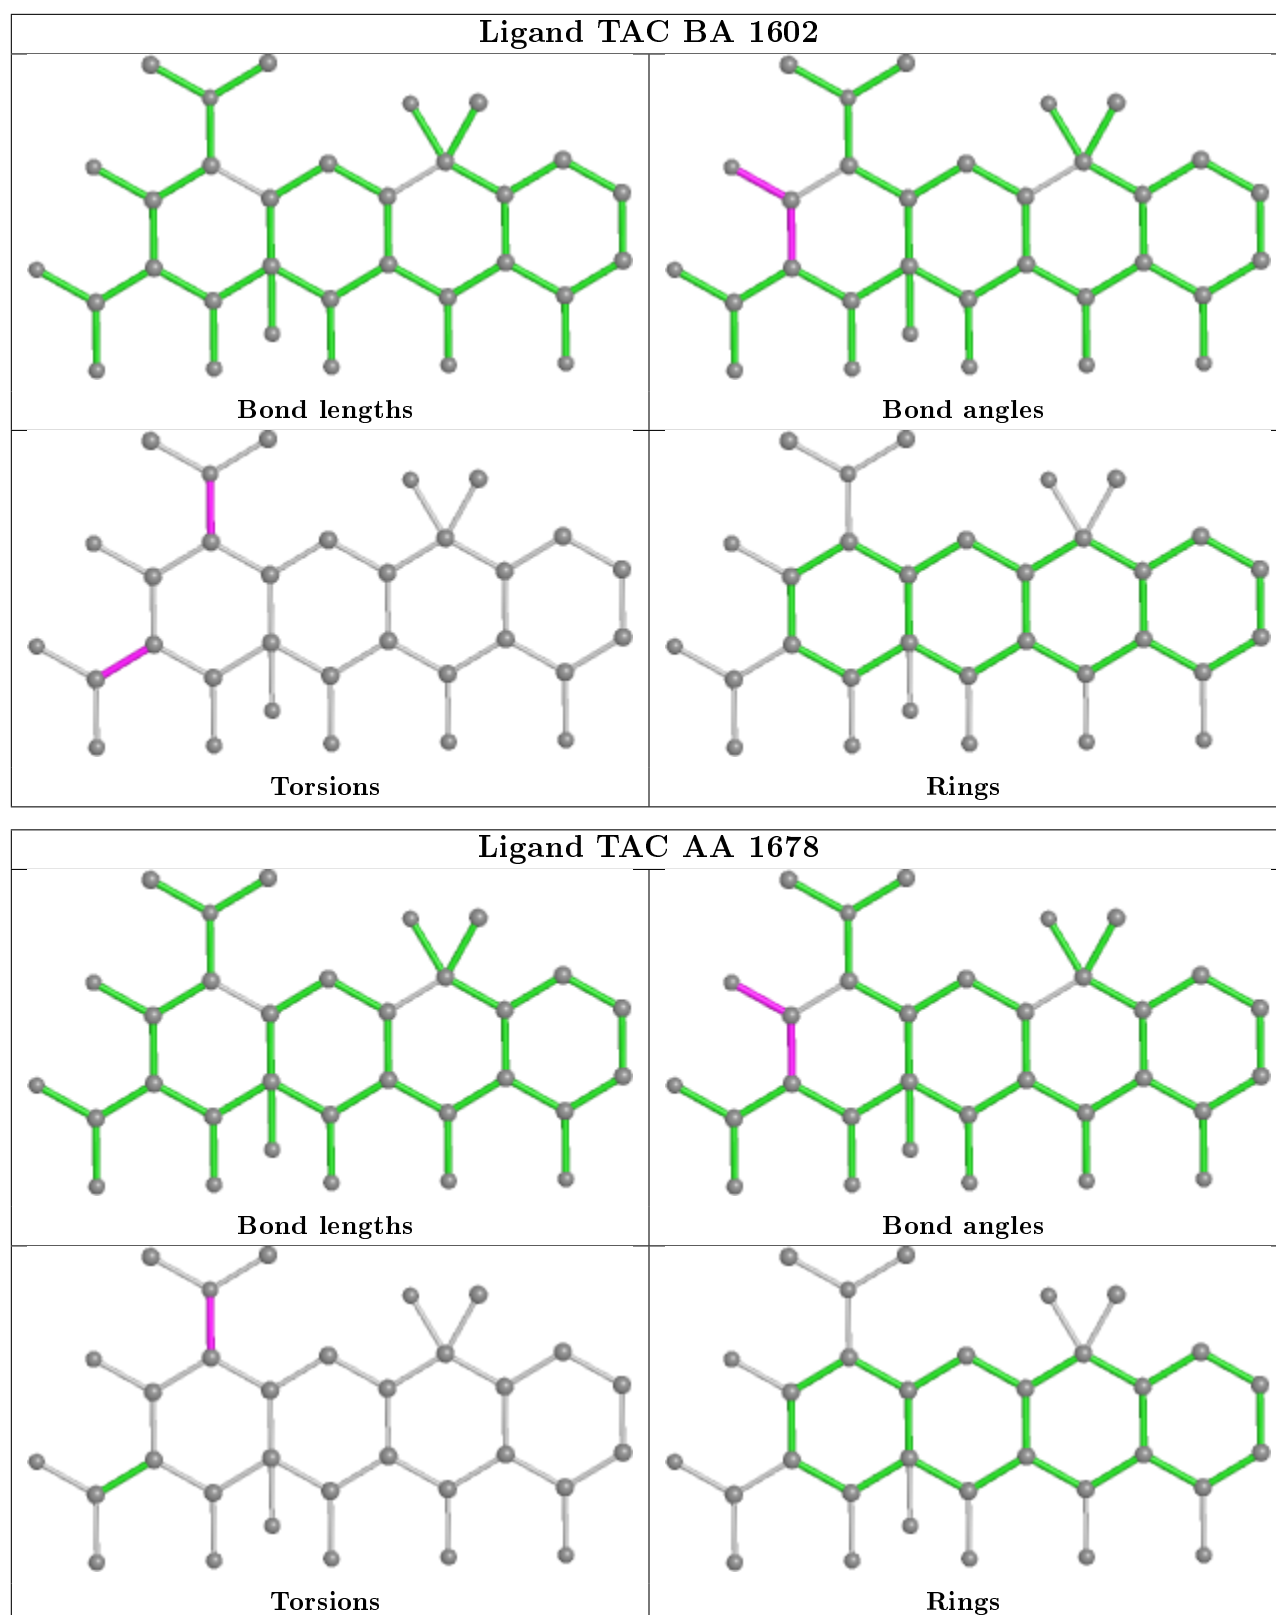 Ligand TAC BA 1602
Bond lengths
Bond angles
Torsions
Rings
Ligand TAC AA 1678
Bond lengths
Bond angles
Torsions
Rings